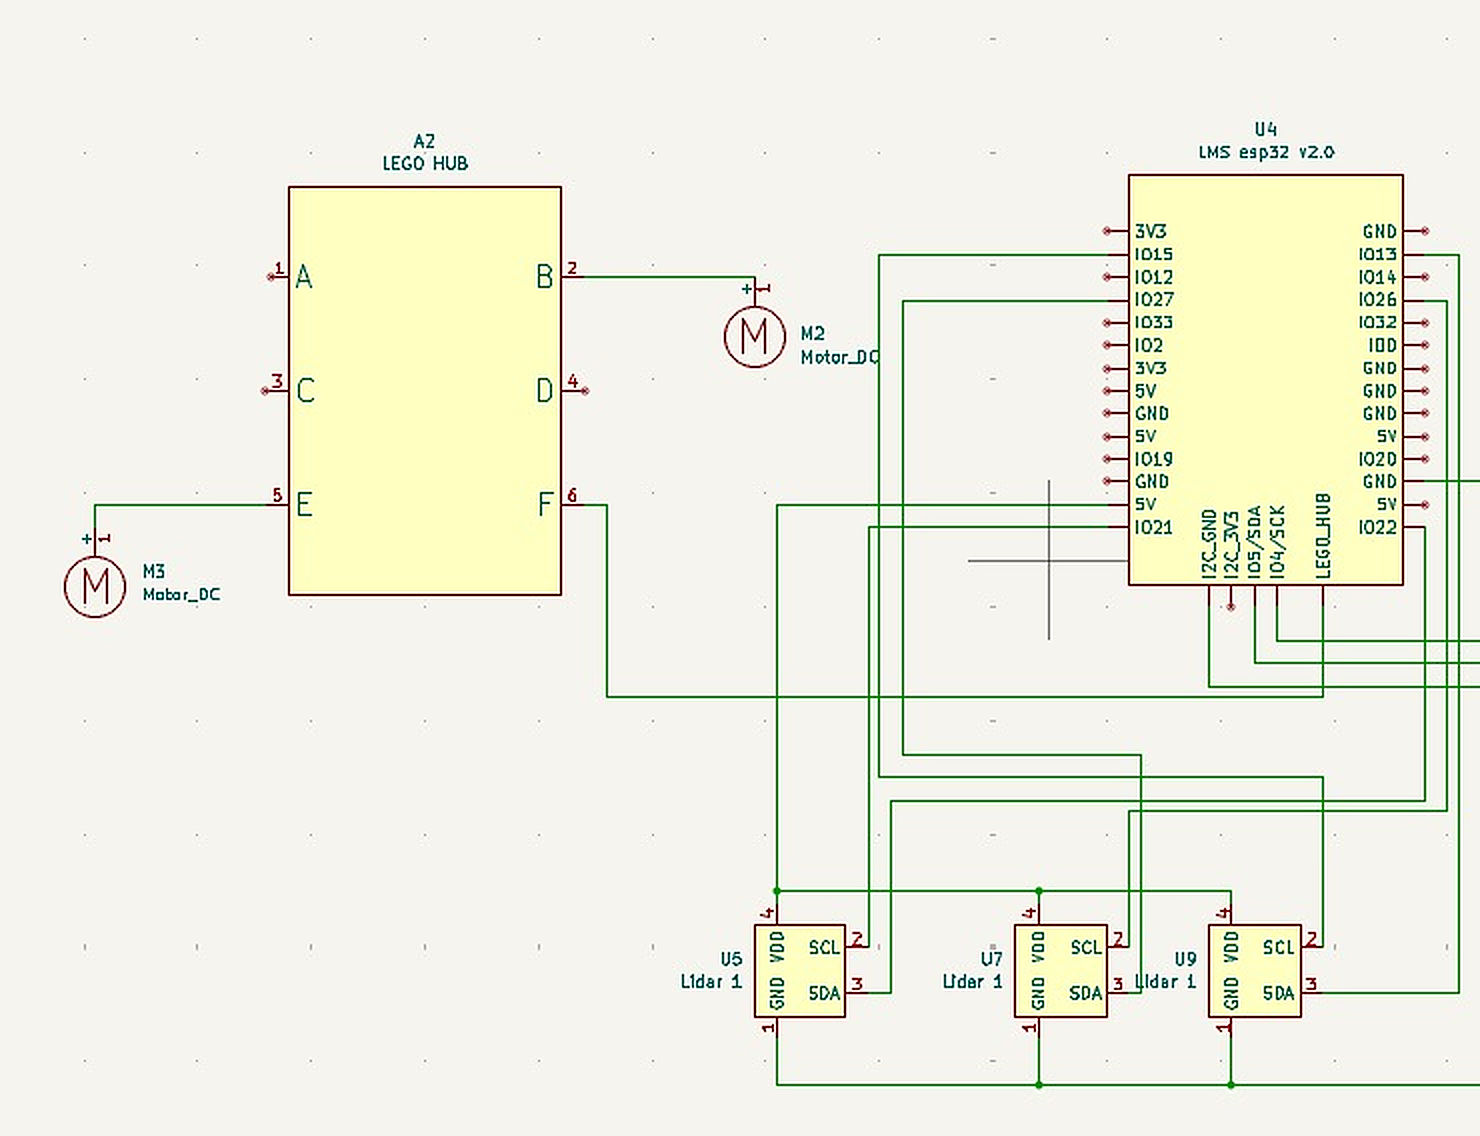 A2
LEGO HUB
1
A
B
2
3
C
D
4
5
E
F
6
+
1
M
M2
Motor_DC
+
1
M
M3
Motor_DC
U4
LMS esp32 v2.0
3V3
GND
IO15
IO13
IO12
IO14
IO27
IO26
IO33
IO32
IO2
IO0
3V3
GND
5V
GND
GND
GND
5V
5V
IO19
IO20
GND
GND
5V
5V
IO21
IO22
I2C_GND
I2C_3V3
IO5/SDA
IO4/SCK
LEGO_HUB
U5
Lidar 1
4
VDD
SCL
2
GND
SDA
3
1
U7
Lidar 1
4
VDD
SCL
2
GND
SDA
3
1
U9
Lidar 1
4
VDD
SCL
2
GND
SDA
3
1